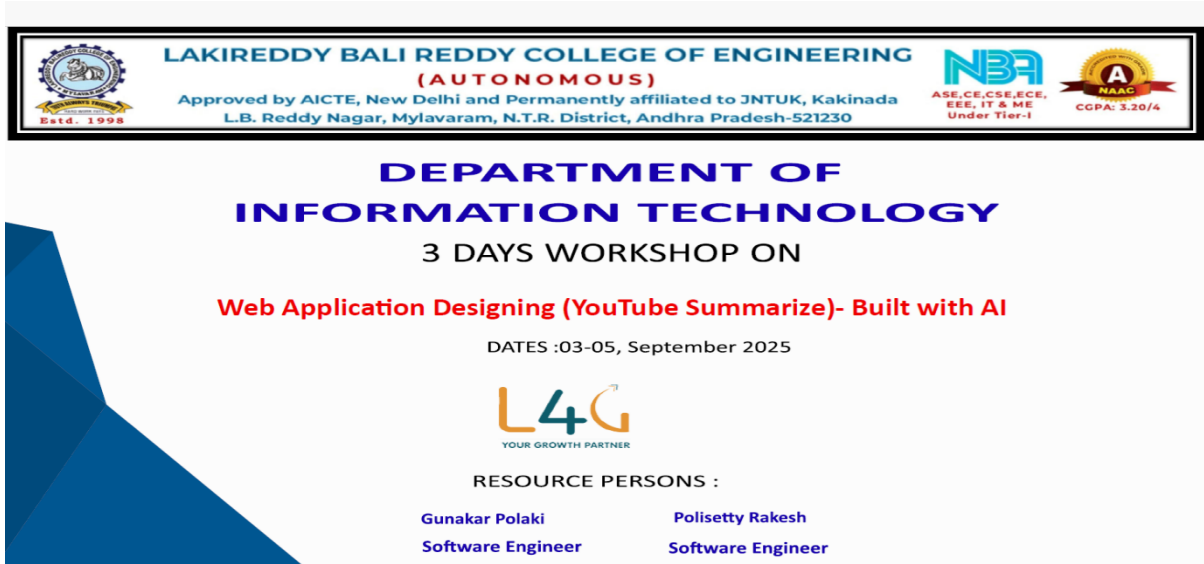 LAKIREDDY BALI REDDY COLLEGE OF ENGINEERING
(AUTONOMOUS)
Approved by AICTE, New Delhi and Permanently affiliated to JNTUK, Kakinada
L.B. Reddy Nagar, Mylavaram, N.T.R. District, Andhra Pradesh-521230
Estd. 1998
NBA
ASE,CE,CSE,ECE,
EEE, IT & ME
Under Tier-I
A
NAAC
CGPA: 3.20/4
DEPARTMENT OF
INFORMATION TECHNOLOGY
3 DAYS WORKSHOP ON
Web Application Designing (YouTube Summarize)- Built with AI
DATES :03-05, September 2025
L4G
YOUR GROWTH PARTNER
RESOURCE PERSONS :
Gunakar Polaki
Software Engineer
Polisetty Rakesh
Software Engineer